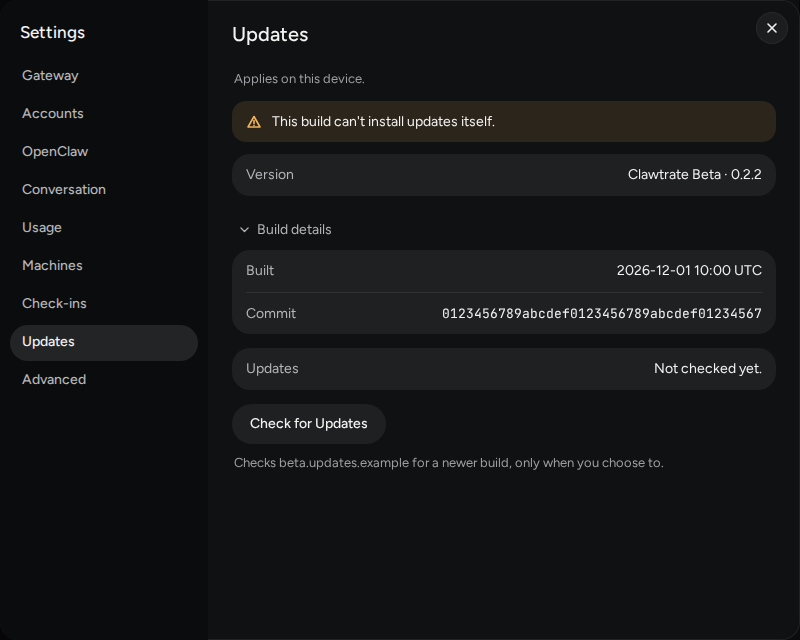 Settings
Gateway
Accounts
OpenClaw
Conversation
Usage
Machines
Check-ins
Updates
Advanced
Updates
Applies on this device.
This build can't install updates itself.
Version Clawtrate Beta · 0.2.2
Build details
Built 2026-12-01 10:00 UTC
Commit 0123456789abcdef0123456789abcdef01234567
Updates Not checked yet.
Check for Updates
Checks beta.updates.example for a newer build, only when you choose to.